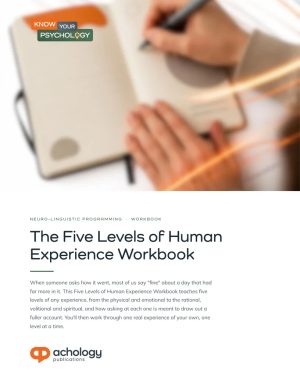 KNOW YOUR
PSYCHOLOGY
NEURO-LINGUISTIC PROGRAMMING · WORKBOOK
The Five Levels of Human
Experience Workbook
When someone asks how it went, most of us say "fine" about a day that had
far more in it. This Five Levels of Human Experience Workbook teaches five
levels of any experience, from the physical and emotional to the rational,
volitional and spiritual, and how asking at each one is meant to draw out a
fuller account. You'll then work through one real experience of your own, one
level at a time.
achology
publications